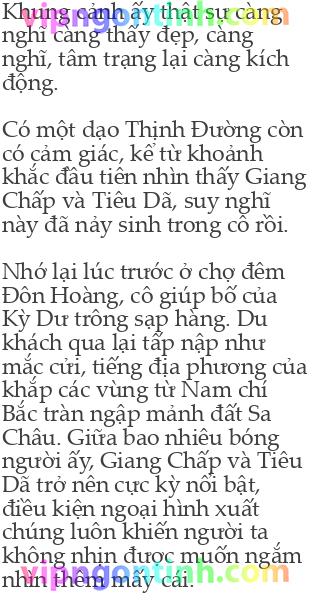 Khung cảnh ấy thật sự càng
nghĩ càng thấy đẹp, càng
nghĩ, tâm trạng lại càng kích
động.
Có một dạo Thịnh Đường còn
có cảm giác, kể từ khoảnh
khắc đầu tiên nhìn thấy Giang
Chấp và Tiêu Dã, suy nghĩ
này đã nảy sinh trong cô rồi.
Nhớ lại lúc trước ở chợ đêm
Đôn Hoàng, cô giúp bố của
Kỳ Dư trông sạp hàng. Du
khách qua lại tấp nập như
mắc cửi, tiếng địa phương của
khắp các vùng từ Nam chí
Bắc tràn ngập mảnh đất Sa
Châu. Giữa bao nhiêu bóng
người ấy, Giang Chấp và Tiêu
Dã trở nên cực kỳ nổi bật,
điều kiện ngoại hình xuất
chúng luôn khiến người ta
không nhịn được muốn ngắm
nhìn thêm mấy cái.
vipngontinh.com
vipngontinh.com